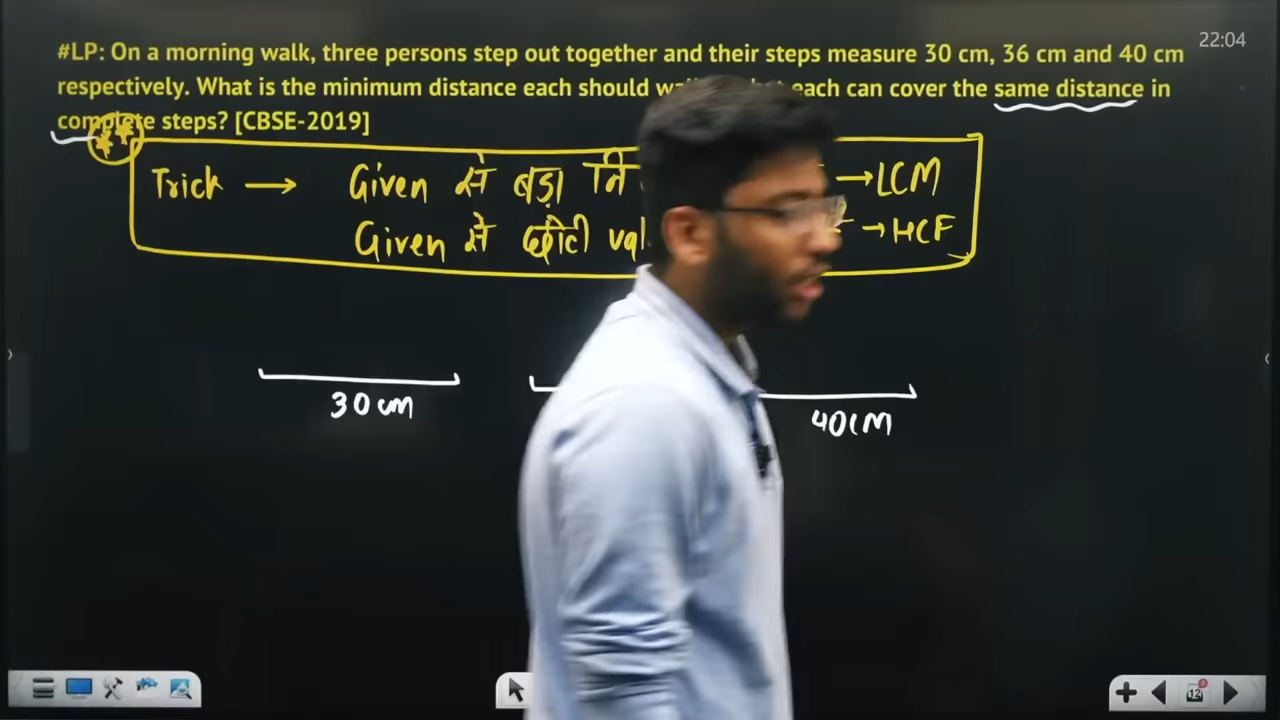 22:04
#LP: On a morning walk, three persons step out together and their steps measure 30 cm, 36 cm and 40 cm
respectively. What is the minimum distance each should each can cover the same distance in
complete steps? [CBSE-2019]
Trick → Given से बड़ा → LCM
Given से छोटी → HCF
30 cm
40 cm
12